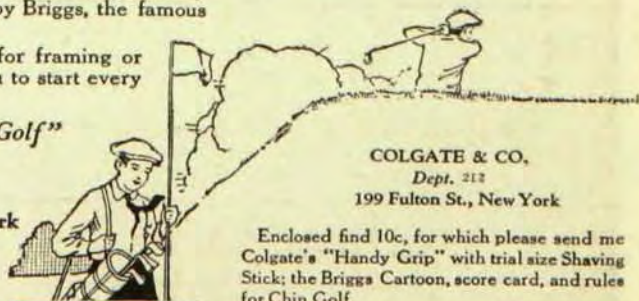 by Briggs, the famous
for framing or
u to start every
Golf"
rk
COLGATE & CO.
Dept. 212
199 Fulton St., New York
Enclosed find 10c, for which please send me
Colgate's "Handy Grip" with trial size Shaving
Stick; the Briggs Cartoon, score card, and rules
for Chin Golf